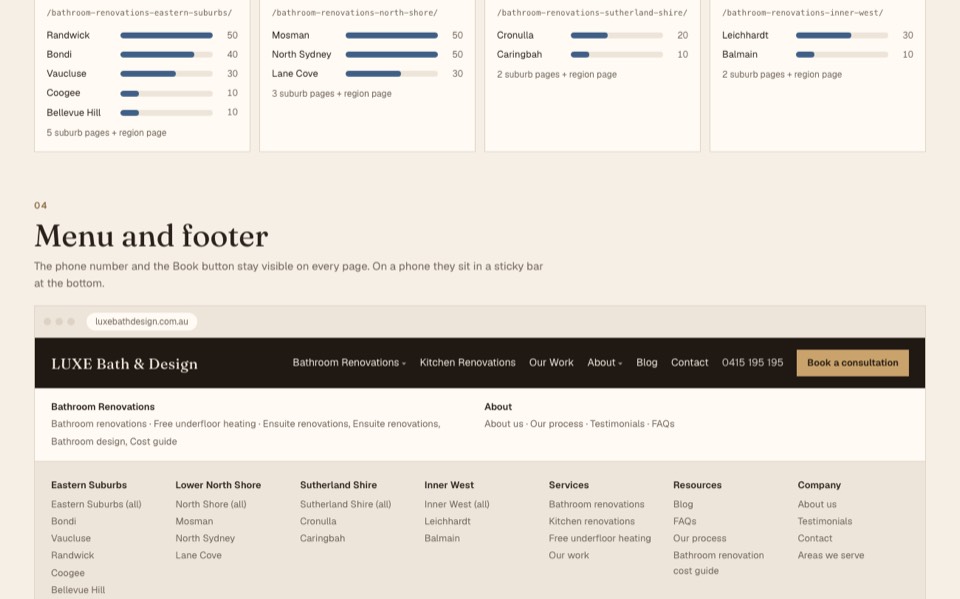 /bathroom-renovations-eastern-suburbs/
Randwick 50
Bondi 40
Vaucluse 30
Coogee 10
Bellevue Hill 10
5 suburb pages + region page
/bathroom-renovations-north-shore/
Mosman 50
North Sydney 50
Lane Cove 30
3 suburb pages + region page
/bathroom-renovations-sutherland-shire/
Cronulla 20
Caringbah 10
2 suburb pages + region page
/bathroom-renovations-inner-west/
Leichhardt 30
Balmain 10
2 suburb pages + region page
04
Menu and footer
The phone number and the Book button stay visible on every page. On a phone they sit in a sticky bar
at the bottom.
luxebathdesign.com.au
LUXE Bath & Design
Bathroom Renovations
Kitchen Renovations
Our Work
About
Blog
Contact
0415 195 195
Book a consultation
Bathroom Renovations
Bathroom renovations · Free underfloor heating · Ensuite renovations, Ensuite renovations,
Bathroom design, Cost guide
About
About us · Our process · Testimonials · FAQs
Eastern Suburbs
Eastern Suburbs (all)
Bondi
Vaucluse
Randwick
Coogee
Bellevue Hill
Lower North Shore
North Shore (all)
Mosman
North Sydney
Lane Cove
Sutherland Shire
Sutherland Shire (all)
Cronulla
Caringbah
Inner West
Inner West (all)
Leichhardt
Balmain
Services
Bathroom renovations
Kitchen renovations
Free underfloor heating
Our work
Resources
Blog
FAQs
Our process
Bathroom renovation
cost guide
Company
About us
Testimonials
Contact
Areas we serve